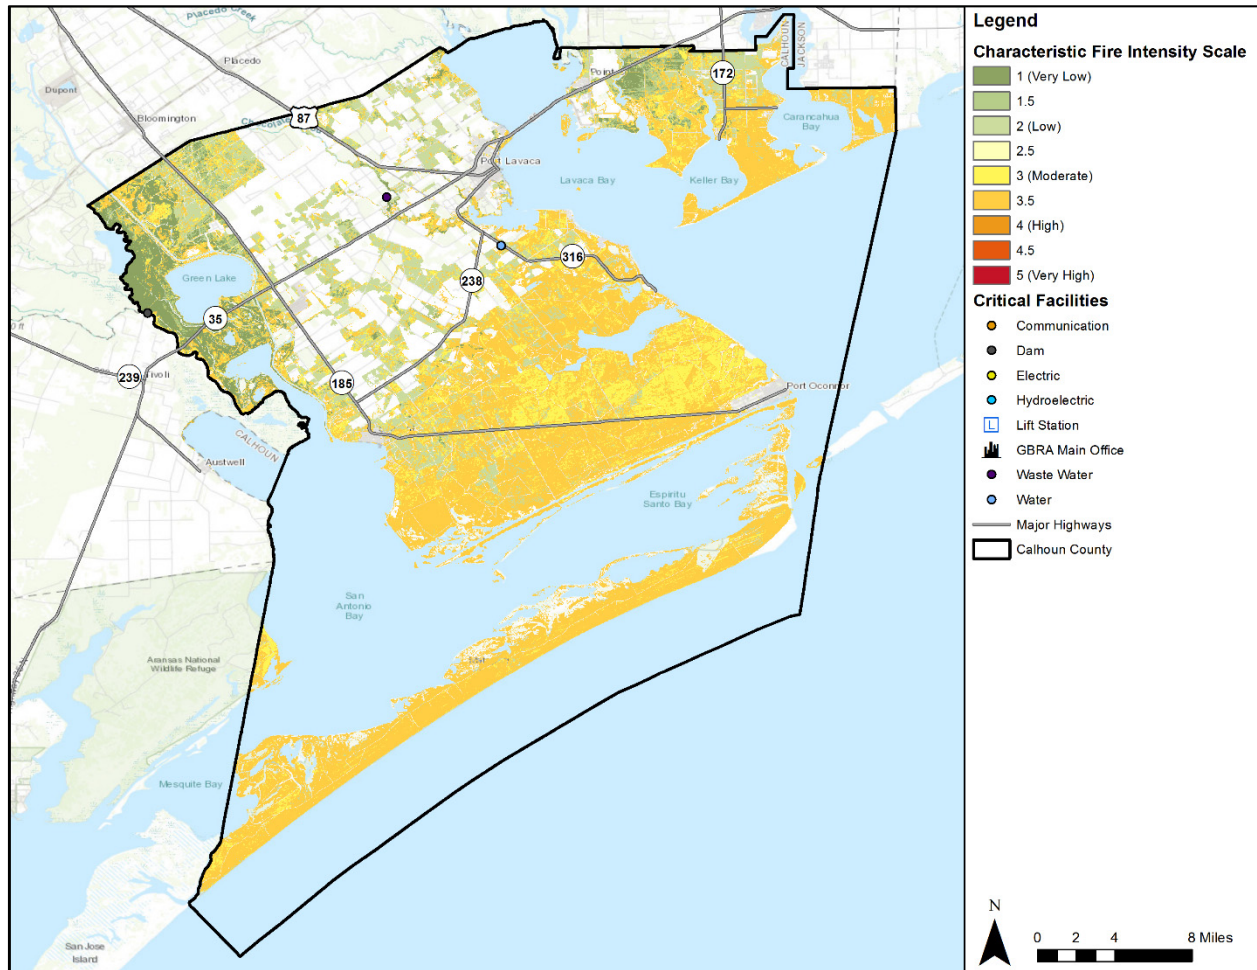 Placedo Creek
Placedo
Dupont
Bloomington
87
Point
172
CALHOUN
JACKSON
Carancahua
Bay
Port Lavaca
Lavaca Bay
Keller Bay
Green Lake
316
238
35
239
Tivoli
185
Port Oconnor
CALHOUN
Austwell
Espiritu
Santo Bay
San
Antonio
Bay
Aransas National
Wildlife Refuge
Mesquite Bay
San Jose
Island
Legend
Characteristic Fire Intensity Scale
1 (Very Low)
1.5
2 (Low)
2.5
3 (Moderate)
3.5
4 (High)
4.5
5 (Very High)
Critical Facilities
Communication
Dam
Electric
Hydroelectric
L Lift Station
GBRA Main Office
Waste Water
Water
Major Highways
Calhoun County
N
0 2 4 8 Miles